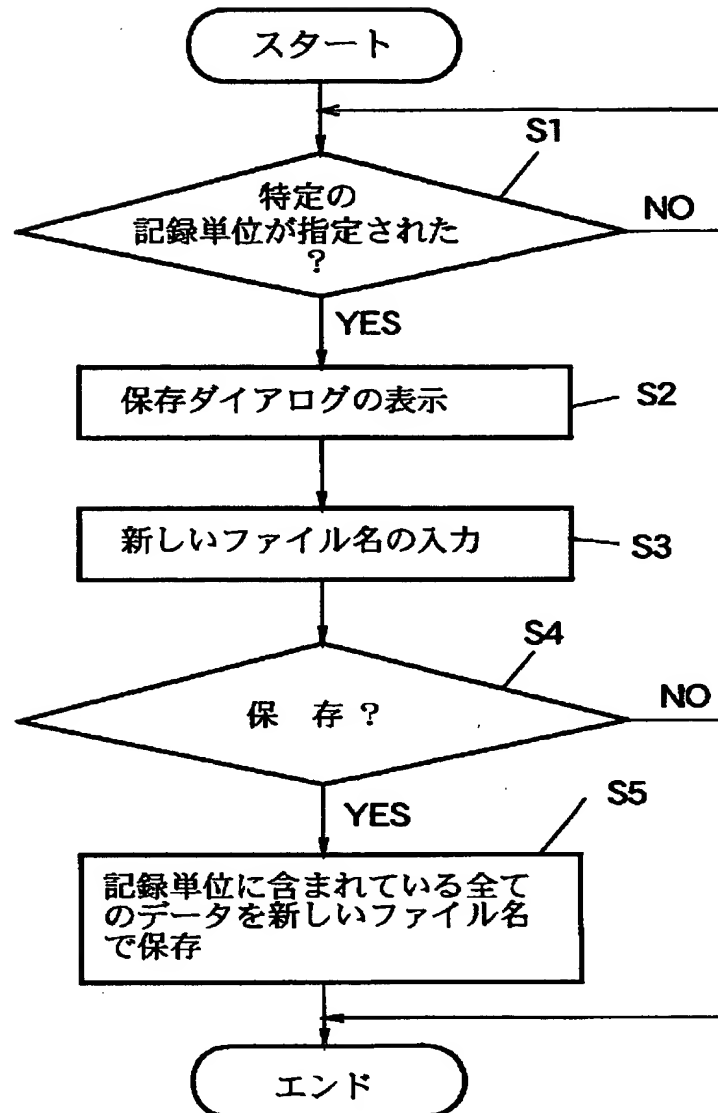 スタート
S1
特定の
記録単位が指定された
?
NO
YES
保存ダイアログの表示
S2
新しいファイル名の入力
S3
S4
保 存?
NO
YES
S5
記録単位に含まれている全て
のデータを新しいファイル名
で保存
エンド